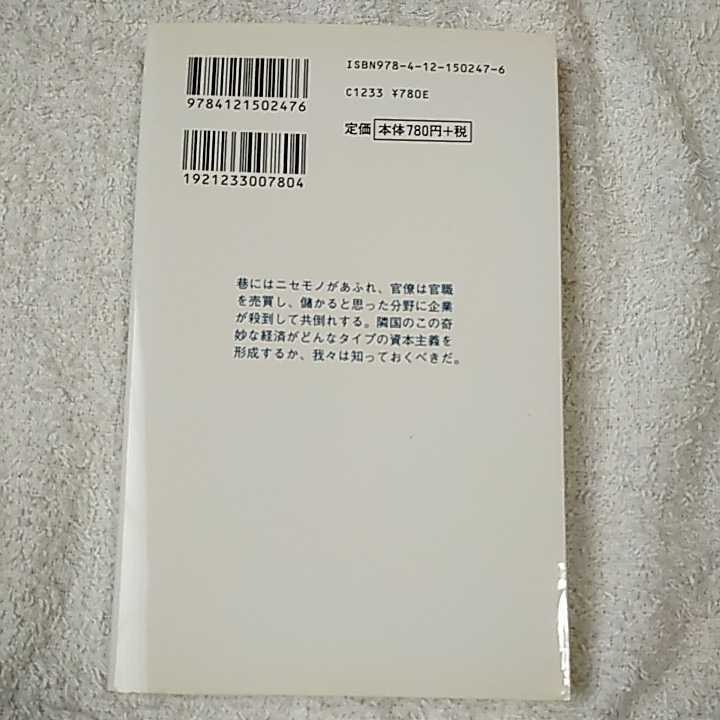 ISBN978-4-12-150247-6
9784121502476
C1233 ¥780E
定価 本体780円+税
1921233007804
巷にはニセモノがあふれ、官僚は官職
を売買し、儲かると思った分野に企業
が殺到して共倒れする。隣国のこの奇
妙な経済がどんなタイプの資本主義を
形成するか、我々は知っておくべきだ。